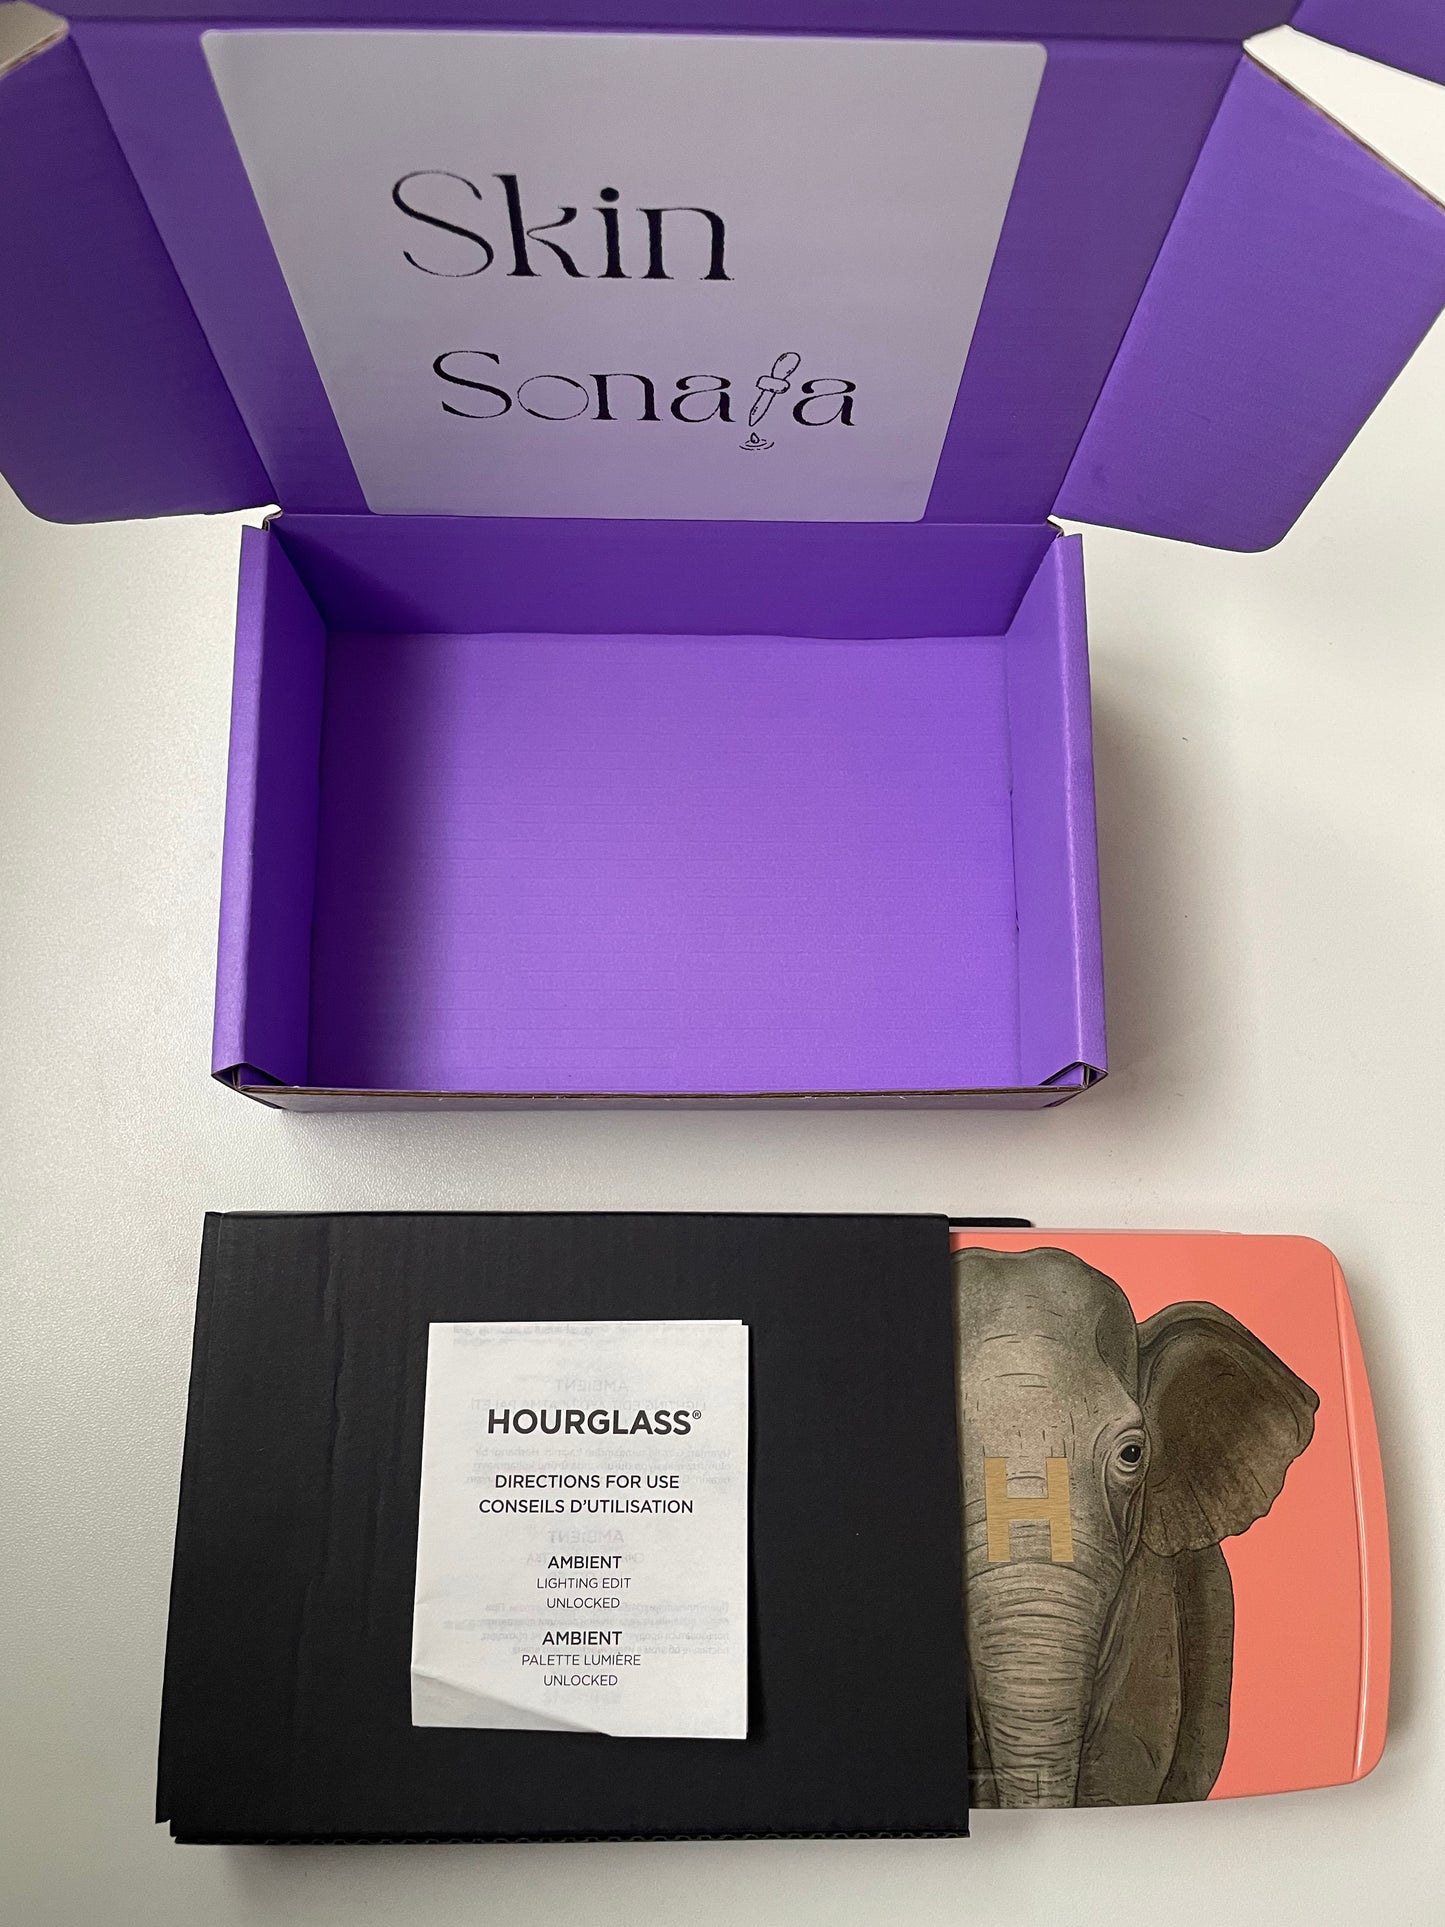 Skin
Sonata
HOURGLASS®
DIRECTIONS FOR USE
CONSEILS D'UTILISATION
AMBIENT
LIGHTING EDIT
UNLOCKED
AMBIENT
PALETTE LUMIÈRE
UNLOCKED
H